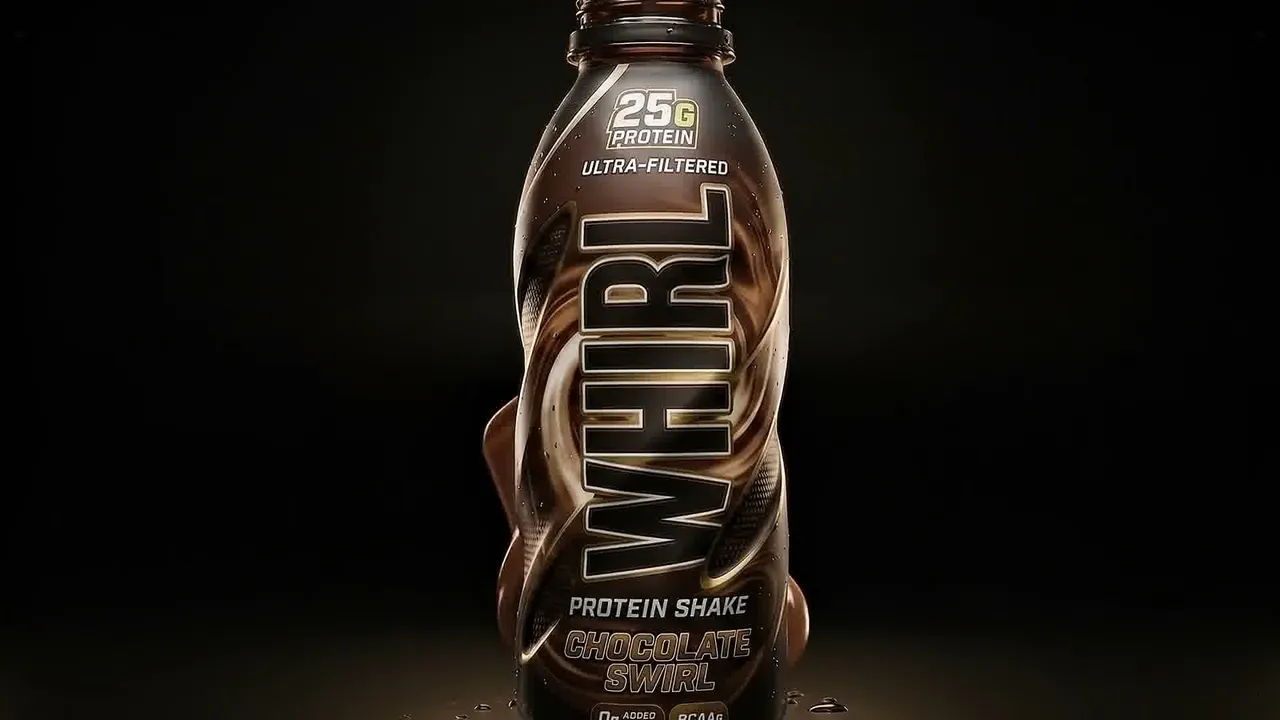 25G
PROTEIN
ULTRA-FILTERED
WHIRL
PROTEIN SHAKE
CHOCOLATE
SWIRL
0g ADDED
BCAAs